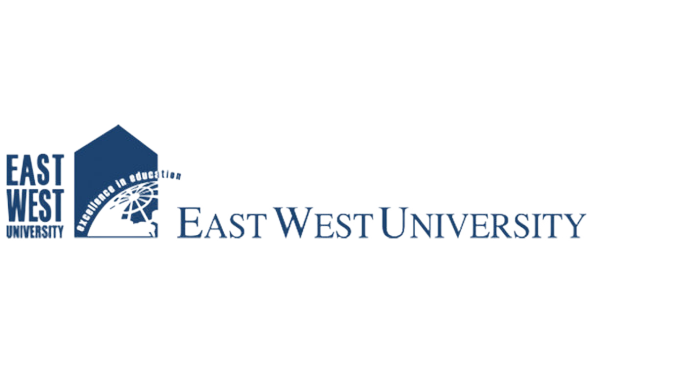 EAST
WEST
UNIVERSITY
excellence in education
EAST WEST UNIVERSITY